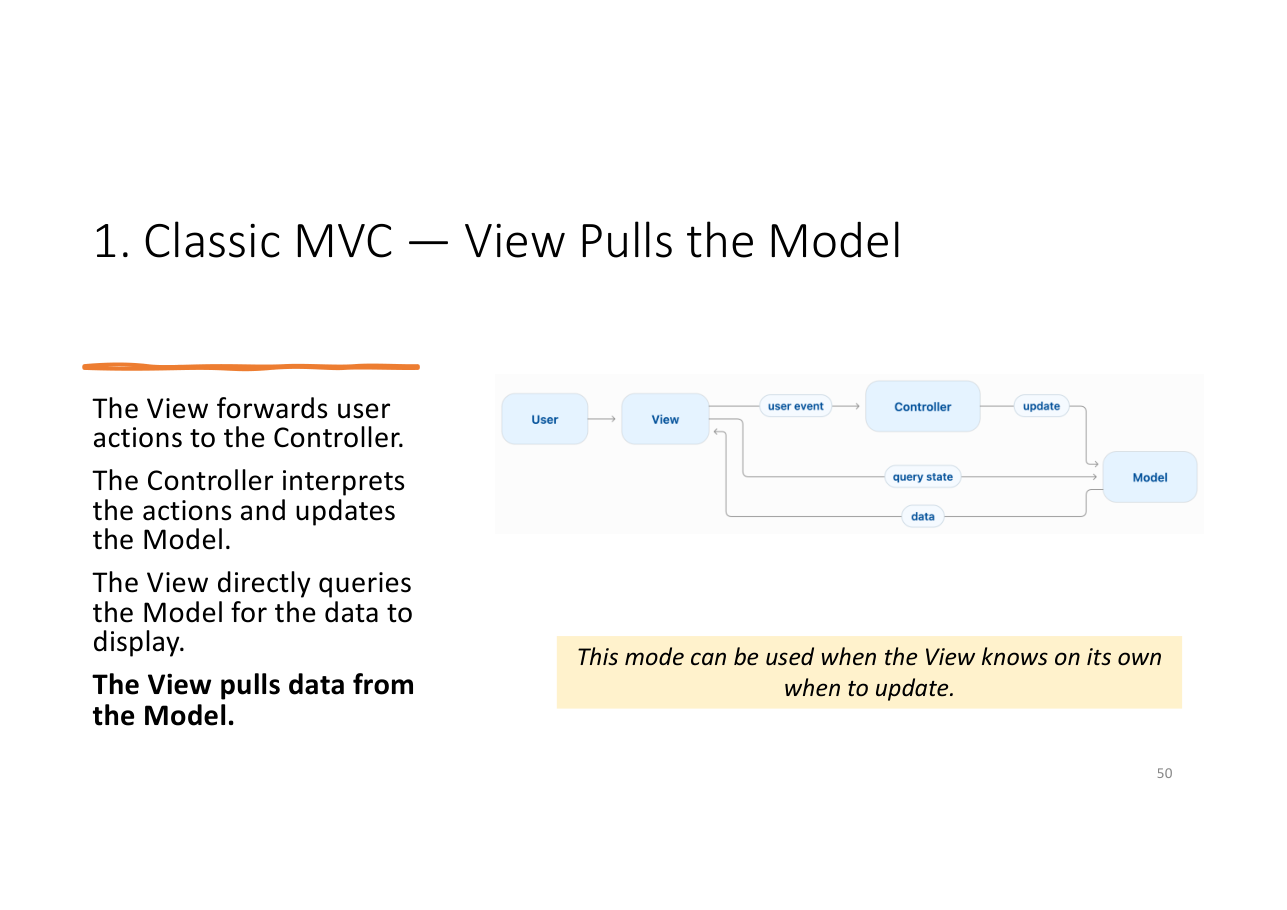 1. Classic MVC — View Pulls the Model
The View forwards user
actions to the Controller.
The Controller interprets
the actions and updates
the Model.
The View directly queries
the Model for the data to
display.
The View pulls data from
the Model.
User
View
user event
Controller
update
query state
Model
data
This mode can be used when the View knows on its own
when to update.
50